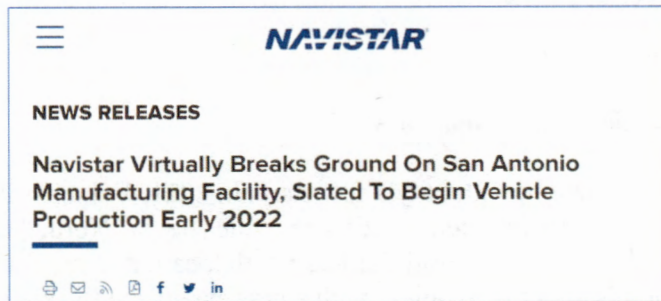 NAVISTAR
NEWS RELEASES
Navistar Virtually Breaks Ground On San Antonio
Manufacturing Facility, Slated To Begin Vehicle
Production Early 2022